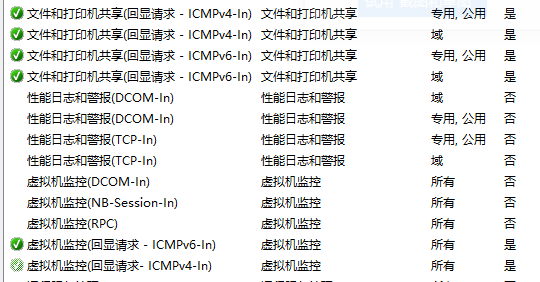 文件和打印机共享(回显请求 - ICMPv4-In) 文件和打印机共享 专用, 公用 是
文件和打印机共享(回显请求 - ICMPv4-In) 文件和打印机共享 域 是
文件和打印机共享(回显请求 - ICMPv6-In) 文件和打印机共享 专用, 公用 是
文件和打印机共享(回显请求 - ICMPv6-In) 文件和打印机共享 域 是
性能日志和警报(DCOM-In) 性能日志和警报 域 否
性能日志和警报(DCOM-In) 性能日志和警报 专用, 公用 否
性能日志和警报(TCP-In) 性能日志和警报 专用, 公用 否
性能日志和警报(TCP-In) 性能日志和警报 域 否
虚拟机监控(DCOM-In) 虚拟机监控 所有 否
虚拟机监控(NB-Session-In) 虚拟机监控 所有 否
虚拟机监控(RPC) 虚拟机监控 所有 否
虚拟机监控(回显请求 - ICMPv6-In) 虚拟机监控 所有 是
虚拟机监控(回显请求- ICMPv4-In) 虚拟机监控 所有 是